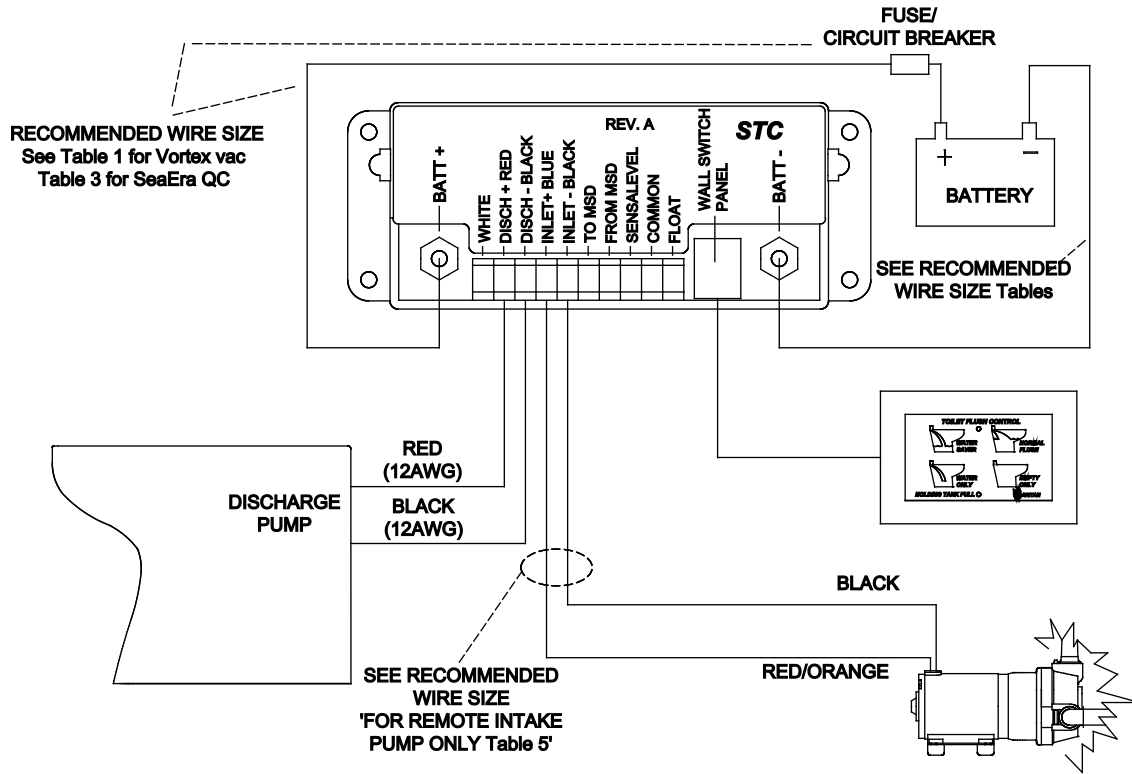 FUSE/
CIRCUIT BREAKER
RECOMMENDED WIRE SIZE
See Table 1 for Vortex vac
Table 3 for SeaEra QC
REV. A
STC
BATT +
WHITE
DISCH + RED
DISCH - BLACK
INLET+ BLUE
INLET - BLACK
TO MSD
FROM MSD
SENSALEVEL
COMMON
FLOAT
WALL SWITCH
PANEL
BATT -
+ −
BATTERY
SEE RECOMMENDED
WIRE SIZE Tables
TOILET FLUSH CONTROL
WATER
SAVER
NORMAL
FLUSH
WATER
ONLY
EMPTY
ONLY
HOLDING TANK FULL
RED
(12AWG)
DISCHARGE
PUMP
BLACK
(12AWG)
BLACK
RED/ORANGE
SEE RECOMMENDED
WIRE SIZE
'FOR REMOTE INTAKE
PUMP ONLY Table 5'